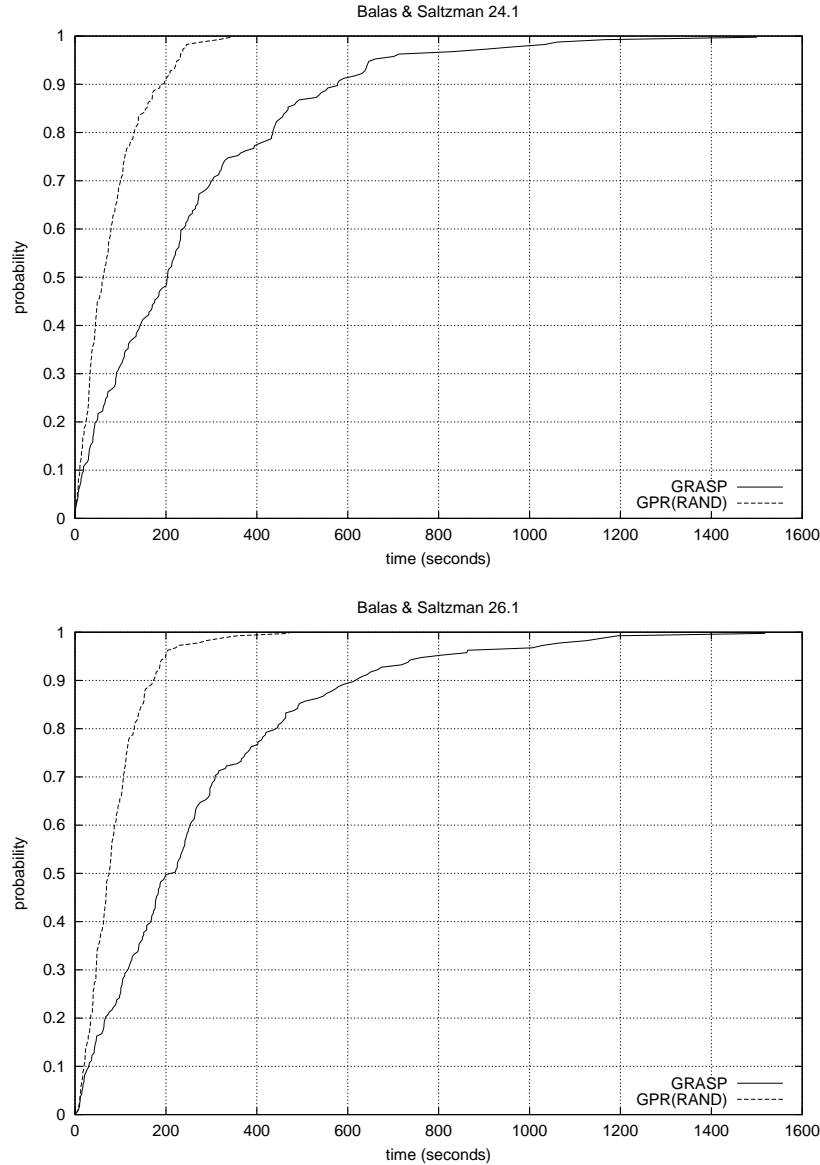 Balas & Saltzman 24.1
1
0.9
0.8
0.7
0.6
0.5
0.4
0.3
0.2
0.1
0
probability
GRASP
GPR(RAND)
0 200 400 600 800 1000 1200 1400 1600
time (seconds)
Balas & Saltzman 26.1
1
0.9
0.8
0.7
0.6
0.5
0.4
0.3
0.2
0.1
0
probability
GRASP
GPR(RAND)
0 200 400 600 800 1000 1200 1400 1600
time (seconds)